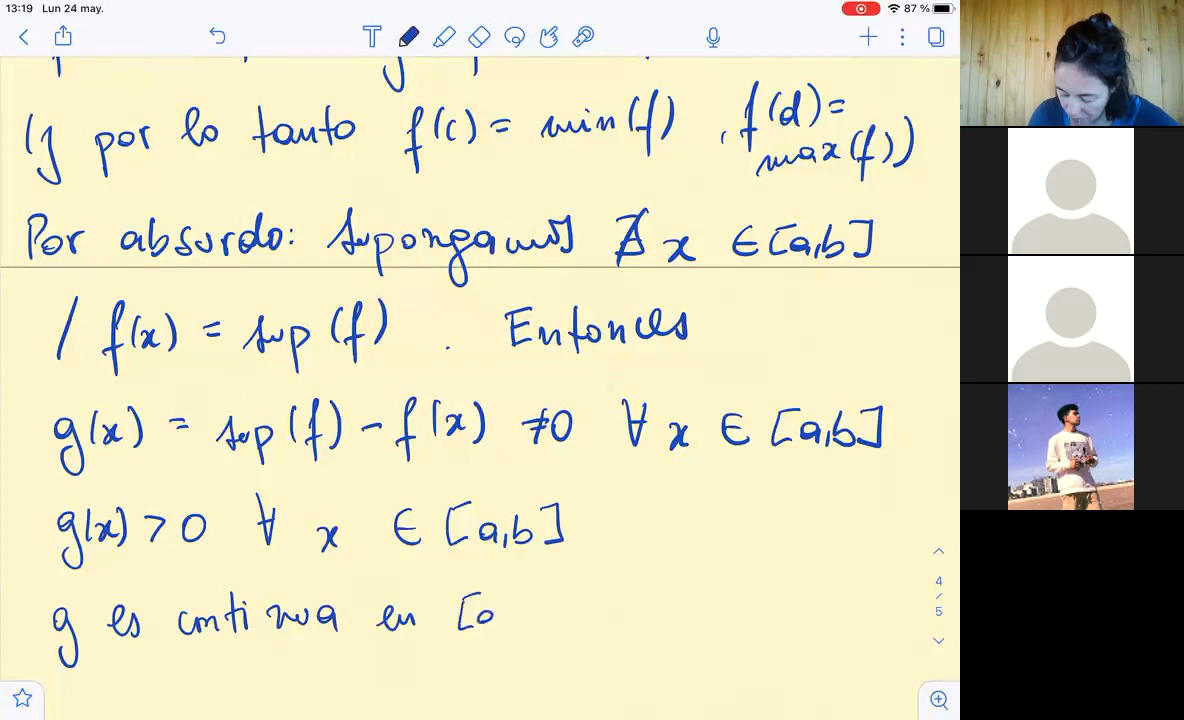 13:19 Lun 24 may. 87 %
(y por lo tanto f(c) = min(f) , f(d) =
max(f))
Por absurdo: Supongamos ∄ x ∈ [a,b]
/ f(x) = sup (f) . Entonces
g(x) = sup(f) - f(x) ≠0 ∀ x ∈ [a,b]
g(x) > 0 ∀ x ∈ [a,b]
g es continua en [a
4
/
5